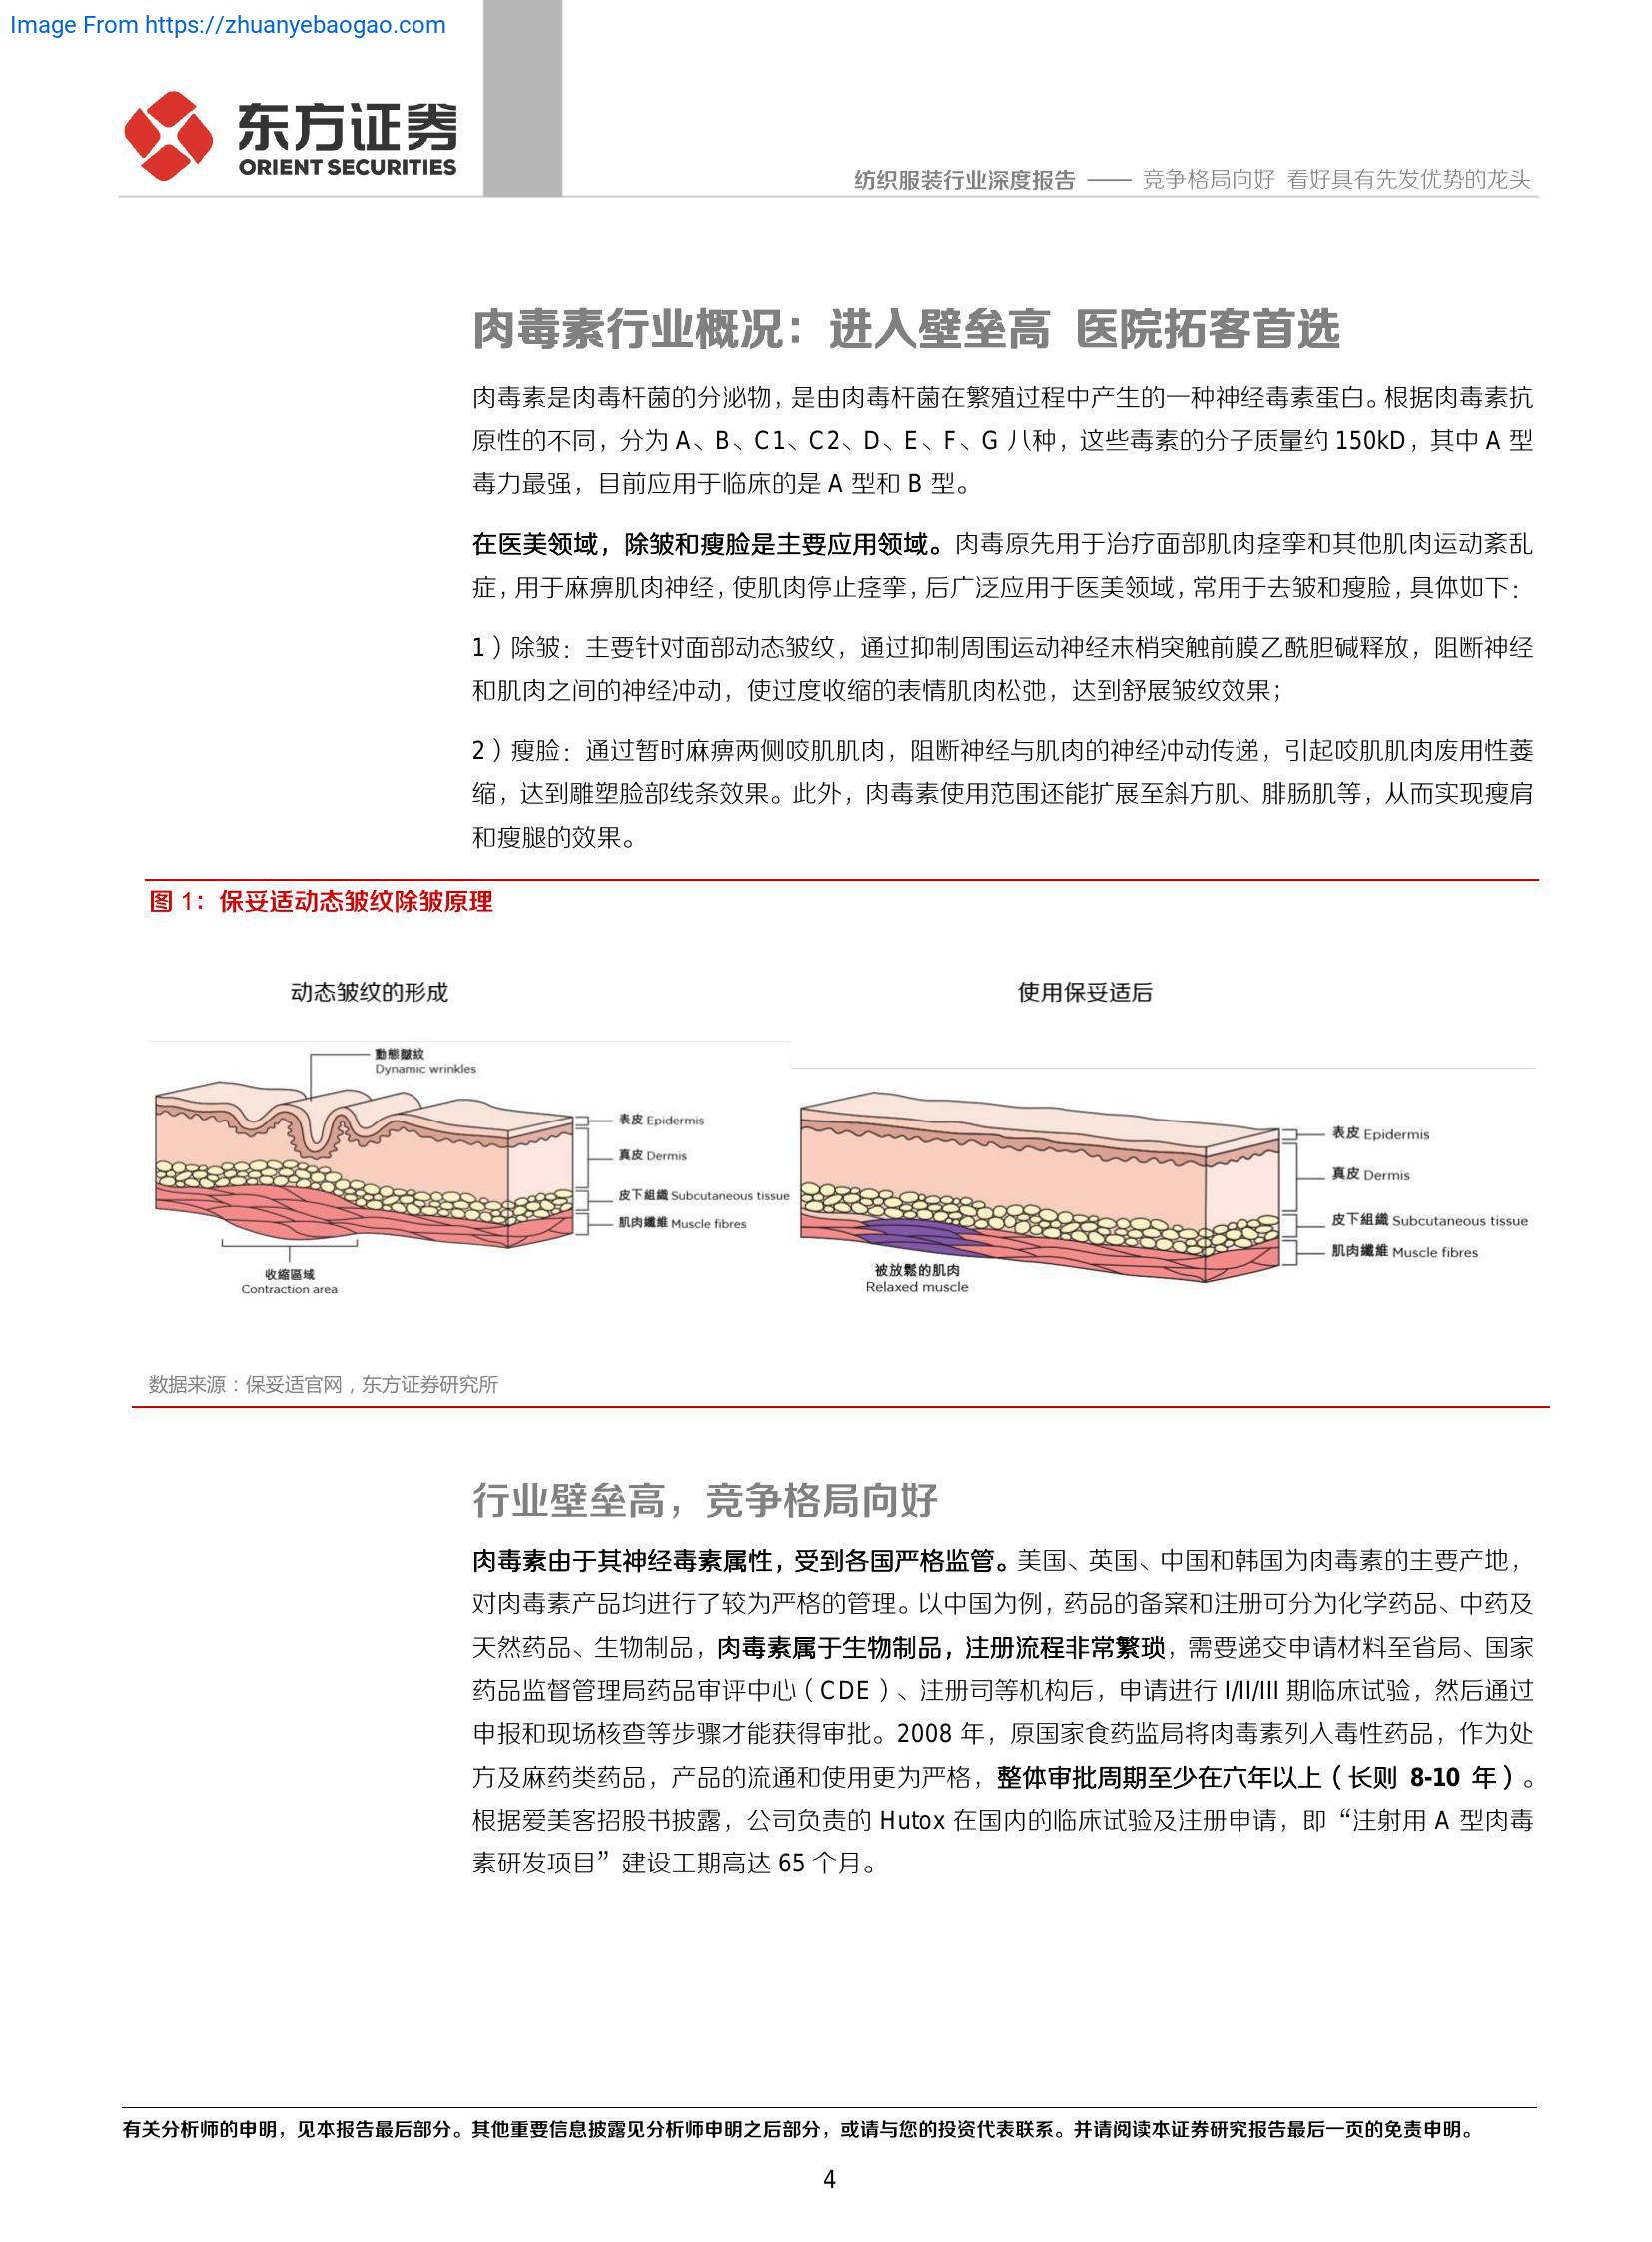 Image From https://zhuanyebaogao.com
东方证券
ORIENT SECURITIES
纺织服装行业深度报告 —— 竞争格局向好 看好具有先发优势的龙头
肉毒素行业概况：进入壁垒高 医院拓客首选
肉毒素是肉毒杆菌的分泌物，是由肉毒杆菌在繁殖过程中产生的一种神经毒素蛋白。根据肉毒素抗
原性的不同，分为 A、B、C1、C2、D、E、F、G 八种，这些毒素的分子质量约 150kD，其中 A 型
毒力最强，目前应用于临床的是 A 型和 B 型。
在医美领域，除皱和瘦脸是主要应用领域。肉毒原先用于治疗面部肌肉痉挛和其他肌肉运动紊乱
症，用于麻痹肌肉神经，使肌肉停止痉挛，后广泛应用于医美领域，常用于去皱和瘦脸，具体如下：
1）除皱：主要针对面部动态皱纹，通过抑制周围运动神经末梢突触前膜乙酰胆碱释放，阻断神经
和肌肉之间的神经冲动，使过度收缩的表情肌肉松弛，达到舒展皱纹效果；
2）瘦脸：通过暂时麻痹两侧咬肌肌肉，阻断神经与肌肉的神经冲动传递，引起咬肌肌肉废用性萎
缩，达到雕塑脸部线条效果。此外，肉毒素使用范围还能扩展至斜方肌、腓肠肌等，从而实现瘦肩
和瘦腿的效果。
图 1：保妥适动态皱纹除皱原理
动态皱纹的形成
動態皺紋
Dynamic wrinkles
表皮 Epidermis
真皮 Dermis
皮下組織 Subcutaneous tissue
肌肉纖維 Muscle fibres
收縮區域
Contraction area
使用保妥适后
表皮 Epidermis
真皮 Dermis
皮下組織 Subcutaneous tissue
肌肉纖維 Muscle fibres
被放鬆的肌肉
Relaxed muscle
数据来源：保妥适官网，东方证券研究所
行业壁垒高，竞争格局向好
肉毒素由于其神经毒素属性，受到各国严格监管。美国、英国、中国和韩国为肉毒素的主要产地，
对肉毒素产品均进行了较为严格的管理。以中国为例，药品的备案和注册可分为化学药品、中药及
天然药品、生物制品，肉毒素属于生物制品，注册流程非常繁琐，需要递交申请材料至省局、国家
药品监督管理局药品审评中心（CDE）、注册司等机构后，申请进行 I/II/III 期临床试验，然后通过
申报和现场核查等步骤才能获得审批。2008 年，原国家食药监局将肉毒素列入毒性药品，作为处
方及麻药类药品，产品的流通和使用更为严格，整体审批周期至少在六年以上（长则 8-10 年）。
根据爱美客招股书披露，公司负责的 Hutox 在国内的临床试验及注册申请，即“注射用 A 型肉毒
素研发项目”建设工期高达 65 个月。
有关分析师的申明，见本报告最后部分。其他重要信息披露见分析师申明之后部分，或请与您的投资代表联系。并请阅读本证券研究报告最后一页的免责申明。
4